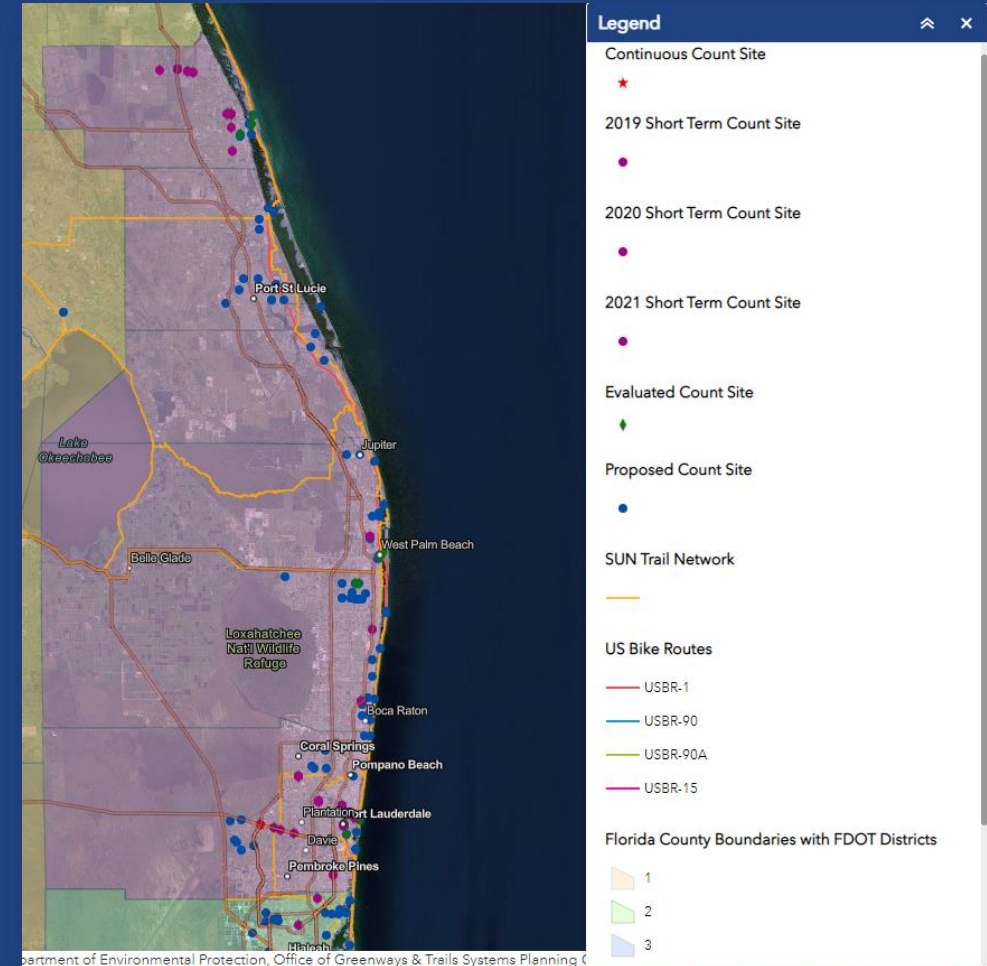 Legend
Continuous Count Site
2019 Short Term Count Site
2020 Short Term Count Site
2021 Short Term Count Site
Evaluated Count Site
Proposed Count Site
SUN Trail Network
US Bike Routes
USBR-1
USBR-90
USBR-90A
USBR-15
Florida County Boundaries with FDOT Districts
1
2
3
Port St Lucie
Lake
Okeechobee
Jupiter
West Palm Beach
Belle Glade
Loxahatchee
Nat'l Wildlife
Refuge
Boca Raton
Coral Springs
Pompano Beach
Plantation
ort Lauderdale
Davie
Pembroke Pines
Hialeah
partment of Environmental Protection, Office of Greenways & Trails Systems Planning